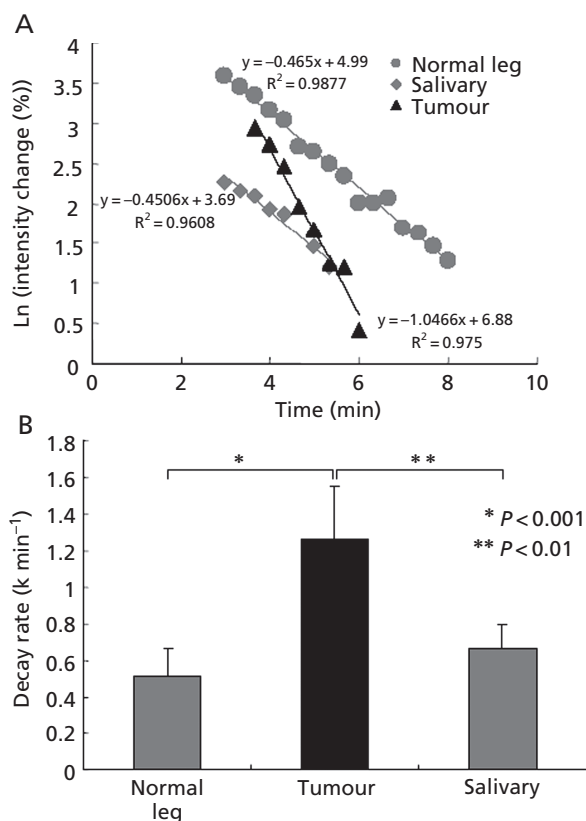 A
Ln (intensity change (%))
4
3.5
3
2.5
2
1.5
1
0.5
0
y = −0.465x + 4.99
R² = 0.9877
Normal leg
Salivary
Tumour
y = −0.4506x + 3.69
R² = 0.9608
y = −1.0466x + 6.88
R² = 0.975
0 2 4 6 8 10
Time (min)
B
Decay rate (k min⁻¹)
1.8
1.6
1.4
1.2
1
0.8
0.6
0.4
0.2
0
* **
* P < 0.001
** P < 0.01
Normal leg
Tumour
Salivary